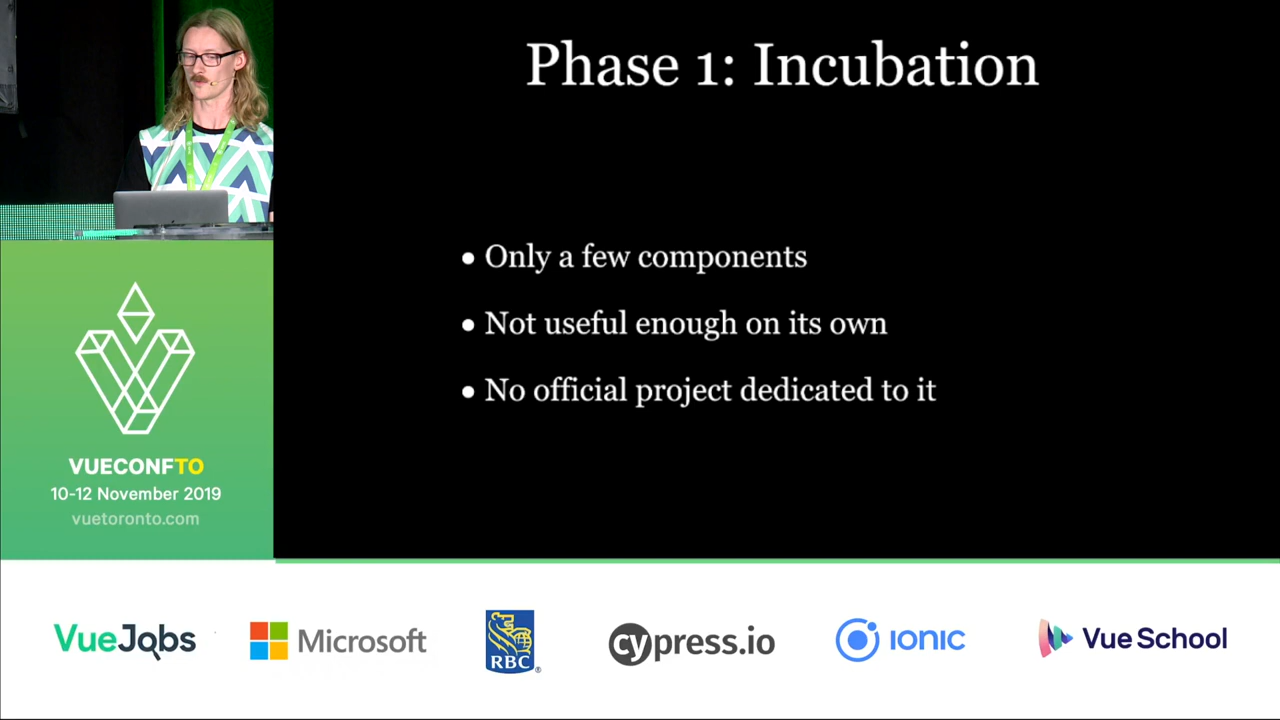 Phase 1: Incubation
• Only a few components
• Not useful enough on its own
• No official project dedicated to it
VUECONFTO
10-12 November 2019
vuetoronto.com
VueJobs
Microsoft
RBC
®
cypress.io
IONIC
Vue School